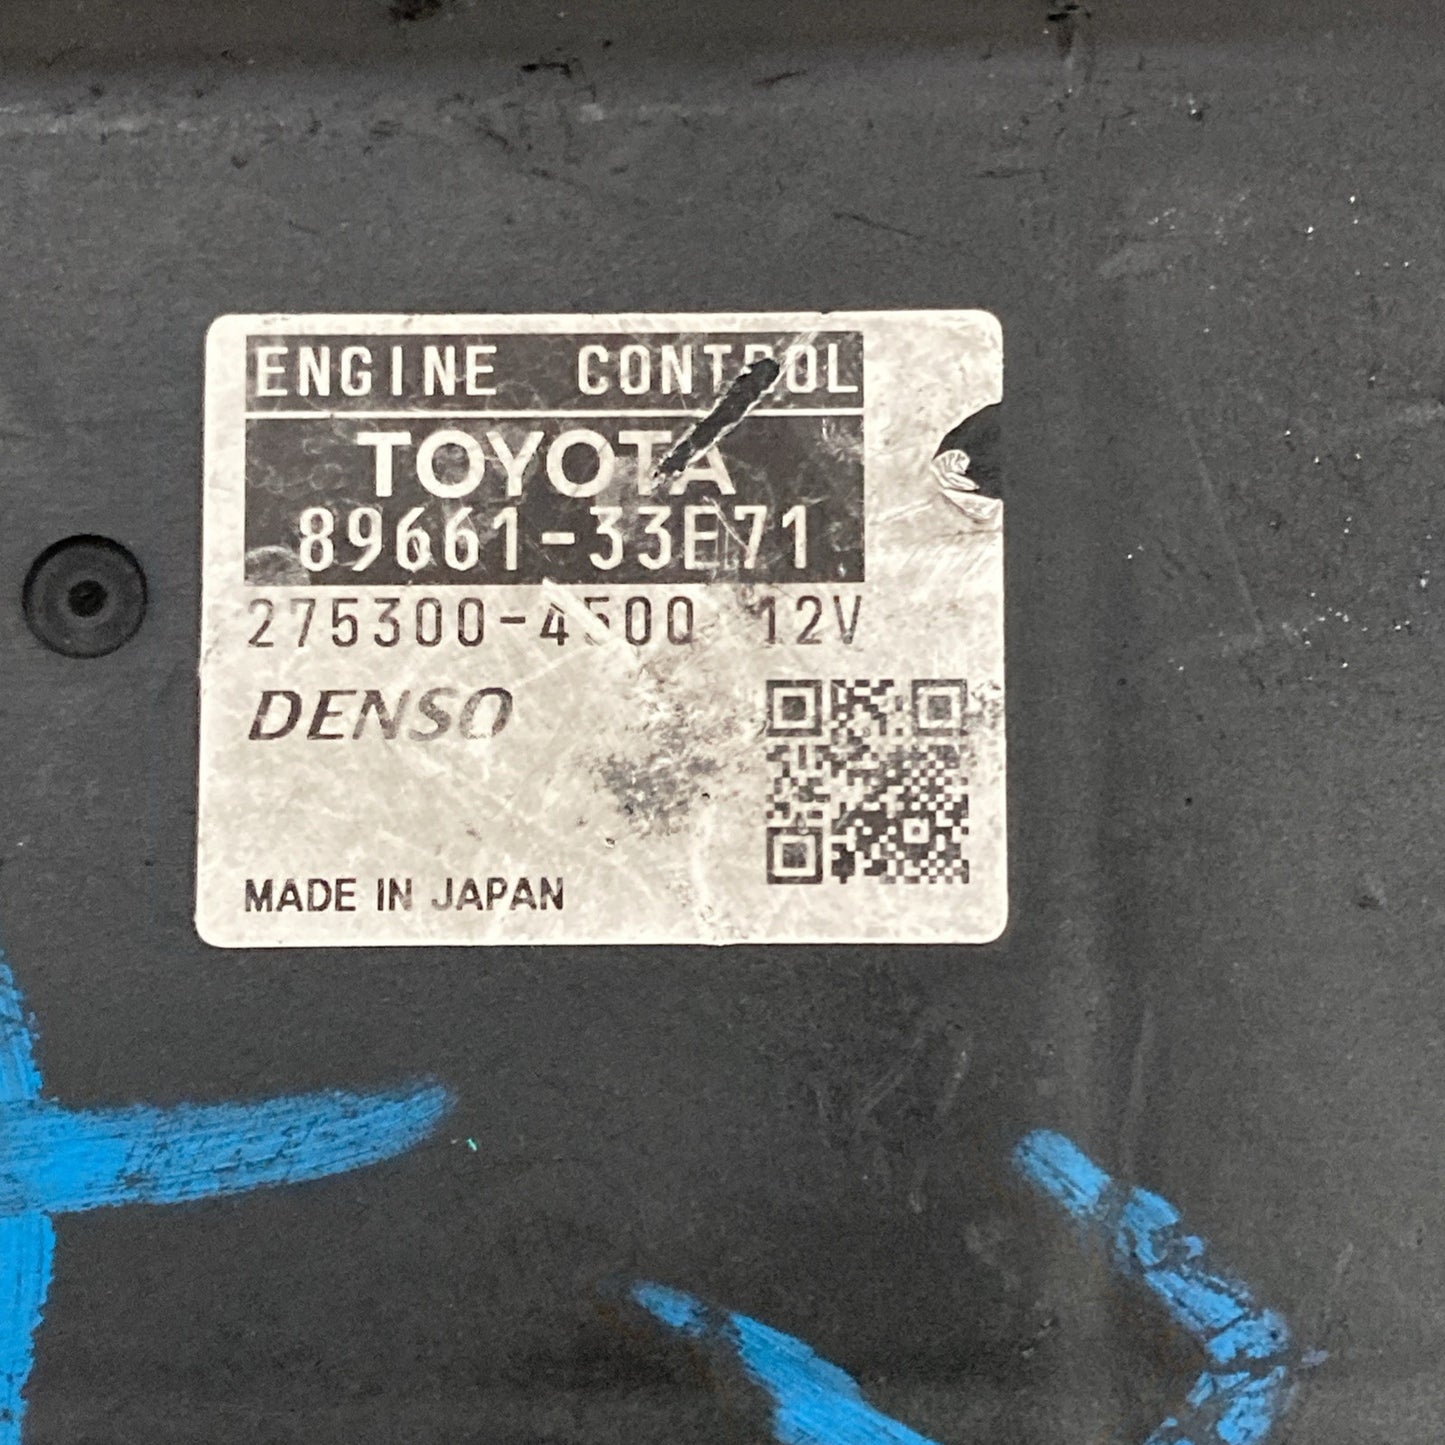 ENGINE CONTROL
TOYOTA
89661-33E71
275300-4500 12V
DENSO
MADE IN JAPAN